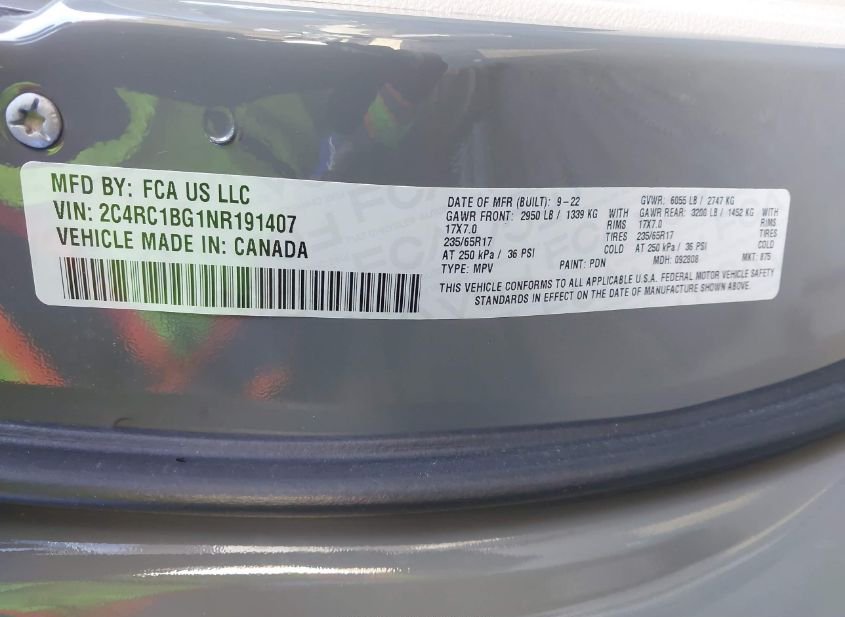 MFD BY: FCA US LLC
VIN: 2C4RC1BG1NR191407
VEHICLE MADE IN: CANADA
DATE OF MFR (BUILT): 9-22 GVWR: 6055 LB / 2747 KG
GAWR FRONT: 2950 LB / 1339 KG WITH GAWR REAR: 3200 LB / 1452 KG WITH
17X7.0 RIMS 17X7.0 RIMS
235/65R17 TIRES 235/65R17 TIRES
AT 250 kPa / 36 PSI COLD AT 250 kPa / 36 PSI COLD
TYPE: MPV PAINT: PDN MDH: 092808 MKT: 875
THIS VEHICLE CONFORMS TO ALL APPLICABLE U.S.A. FEDERAL MOTOR VEHICLE SAFETY
STANDARDS IN EFFECT ON THE DATE OF MANUFACTURE SHOWN ABOVE.